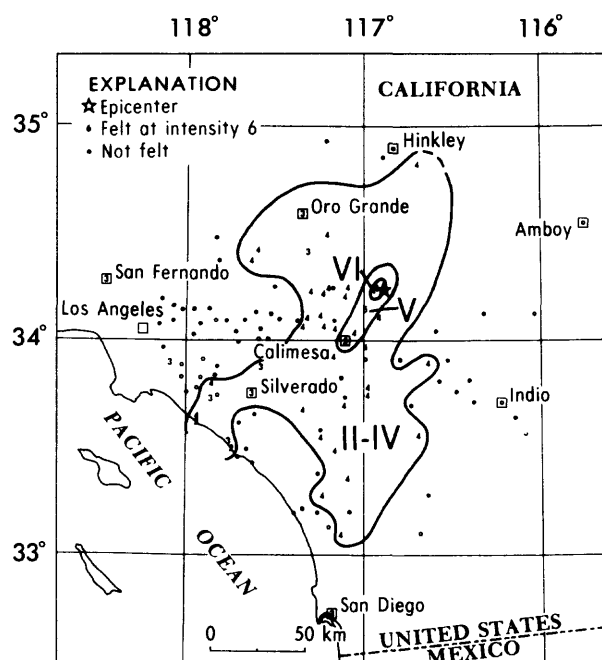 118° 117° 116°
EXPLANATION
☆ Epicenter
• Felt at intensity 6
• Not felt
CALIFORNIA
35°
Hinkley
Oro Grande
Amboy
San Fernando
VI
V
Los Angeles
34°
Calimesa
Silverado
Indio
II-IV
PACIFIC
OCEAN
33°
San Diego
0 50 km
UNITED STATES
MEXICO